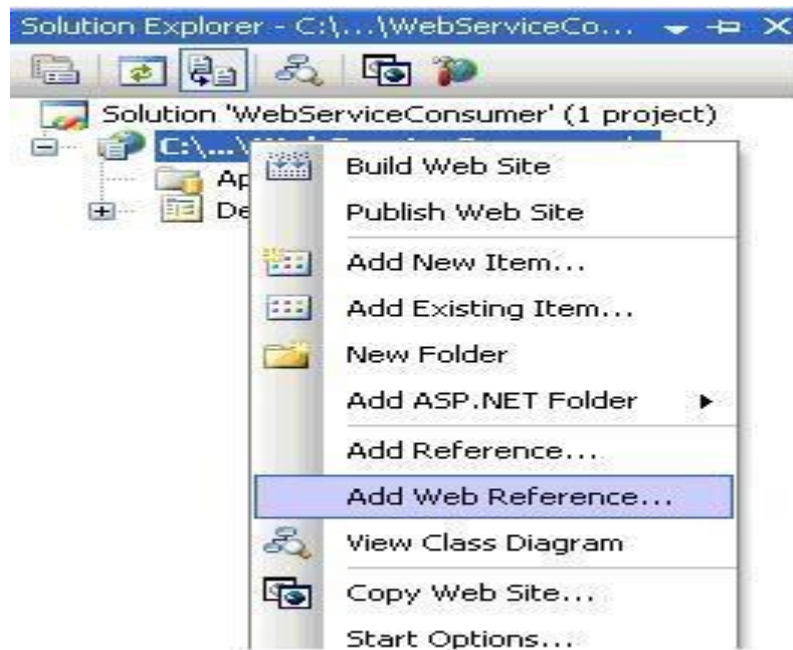 Solution Explorer - C:\...\WebServiceCo...
Solution 'WebServiceConsumer' (1 project)
C:\...\
Ap
De
Build Web Site
Publish Web Site
Add New Item...
Add Existing Item...
New Folder
Add ASP.NET Folder
Add Reference...
Add Web Reference...
View Class Diagram
Copy Web Site...
Start Options...